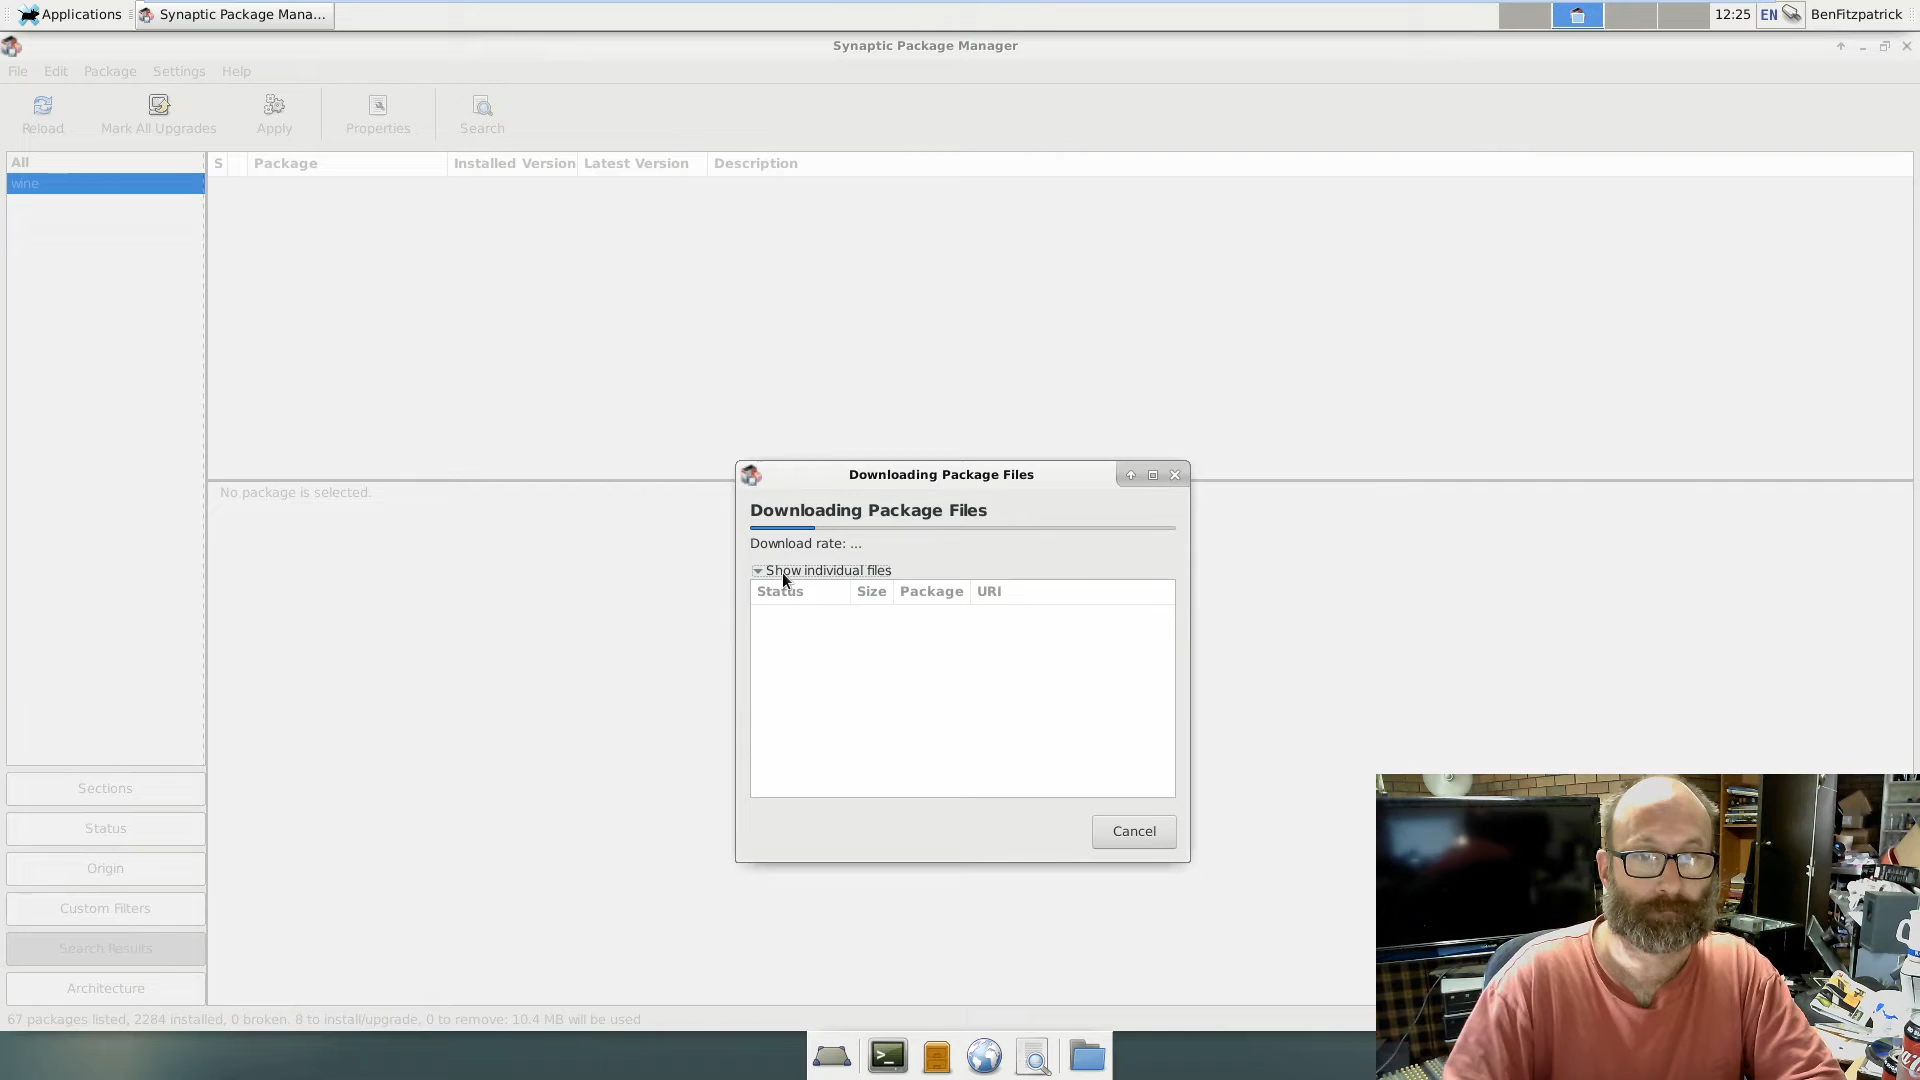 Applications
Synaptic Package Mana...
12:25
EN
BenFitzpatrick
Synaptic Package Manager
File Edit Package Settings Help
Reload
Mark All Upgrades
Apply
Properties
Search
All
wine
S Package Installed Version Latest Version Description
No package is selected.
Downloading Package Files
Downloading Package Files
Download rate: ...
Show individual files
Status Size Package URI
Cancel
Sections
Status
Origin
Custom Filters
Search Results
Architecture
67 packages listed, 2284 installed, 0 broken. 8 to install/upgrade, 0 to remove: 10.4 MB will be used